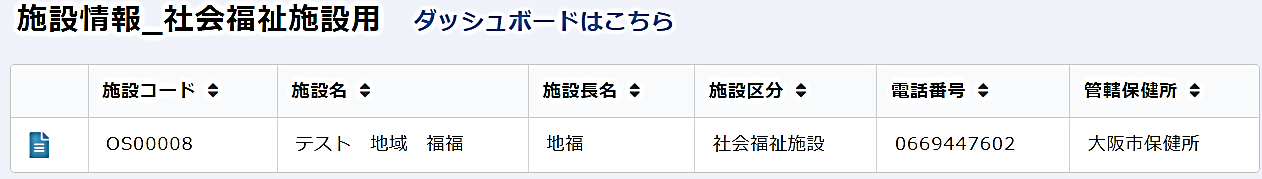 施設情報_社会福祉施設用 ダッシュボードはこちら
施設コード 施設名 施設長名 施設区分 電話番号 管轄保健所
OS00008 テスト　地域　福福 地福 社会福祉施設 0669447602 大阪市保健所